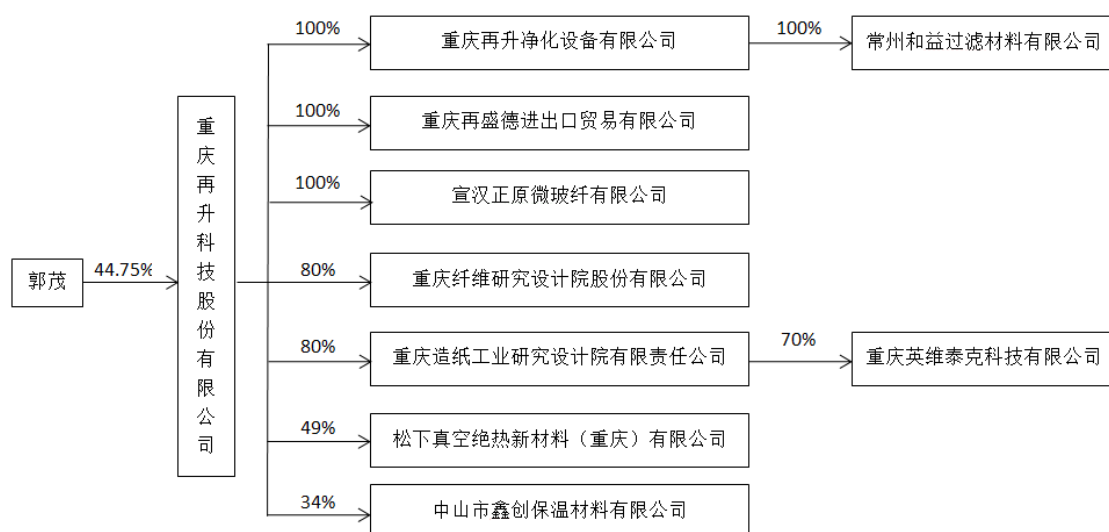 100%
重庆再升净化设备有限公司
100%
常州和益过滤材料有限公司
100%
重庆再盛德进出口贸易有限公司
100%
宣汉正原微玻纤有限公司
郭茂
44.75%
重庆再升科技股份有限公司
80%
重庆纤维研究设计院股份有限公司
80%
重庆造纸工业研究设计院有限责任公司
70%
重庆英维泰克科技有限公司
49%
松下真空绝热新材料（重庆）有限公司
34%
中山市鑫创保温材料有限公司